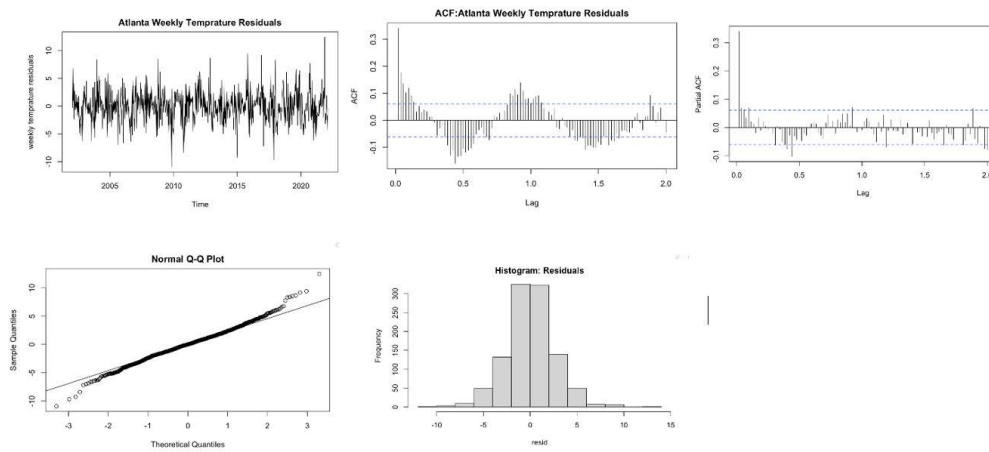 Atlanta Weekly Temprature Residuals
weekly temprature residuals
10
5
0
-5
-10
2005 2010 2015 2020
Time
ACF:Atlanta Weekly Temprature Residuals
ACF
0.3
0.2
0.1
0.0
-0.1
0.0 0.5 1.0 1.5 2.0
Lag
Partial ACF
0.3
0.2
0.1
0.0
-0.1
0.0 0.5 1.0 1.5 2.0
Lag
Normal Q-Q Plot
Sample Quantiles
10
5
0
-5
-10
-3 -2 -1 0 1 2 3
Theoretical Quantiles
Histogram: Residuals
Frequency
300
250
200
150
100
50
0
-10 -5 0 5 10 15
resid